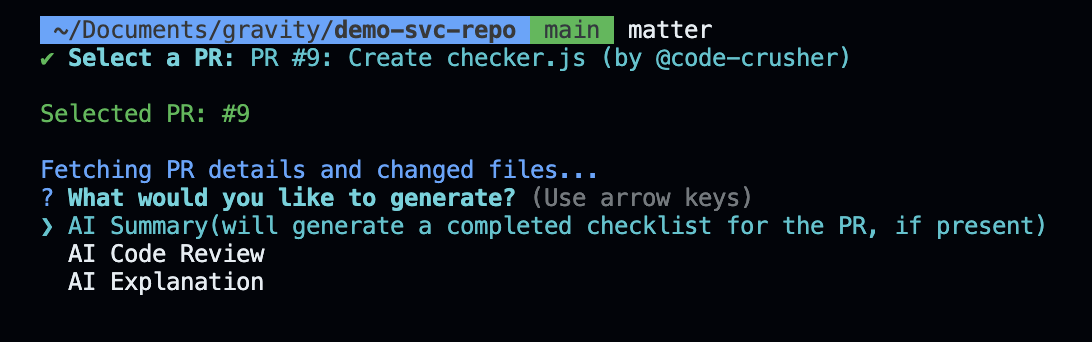 ~/Documents/gravity/demo-svc-repo main matter
✔ Select a PR: PR #9: Create checker.js (by @code-crusher)
Selected PR: #9
Fetching PR details and changed files...
? What would you like to generate? (Use arrow keys)
❯ AI Summary(will generate a completed checklist for the PR, if present)
AI Code Review
AI Explanation